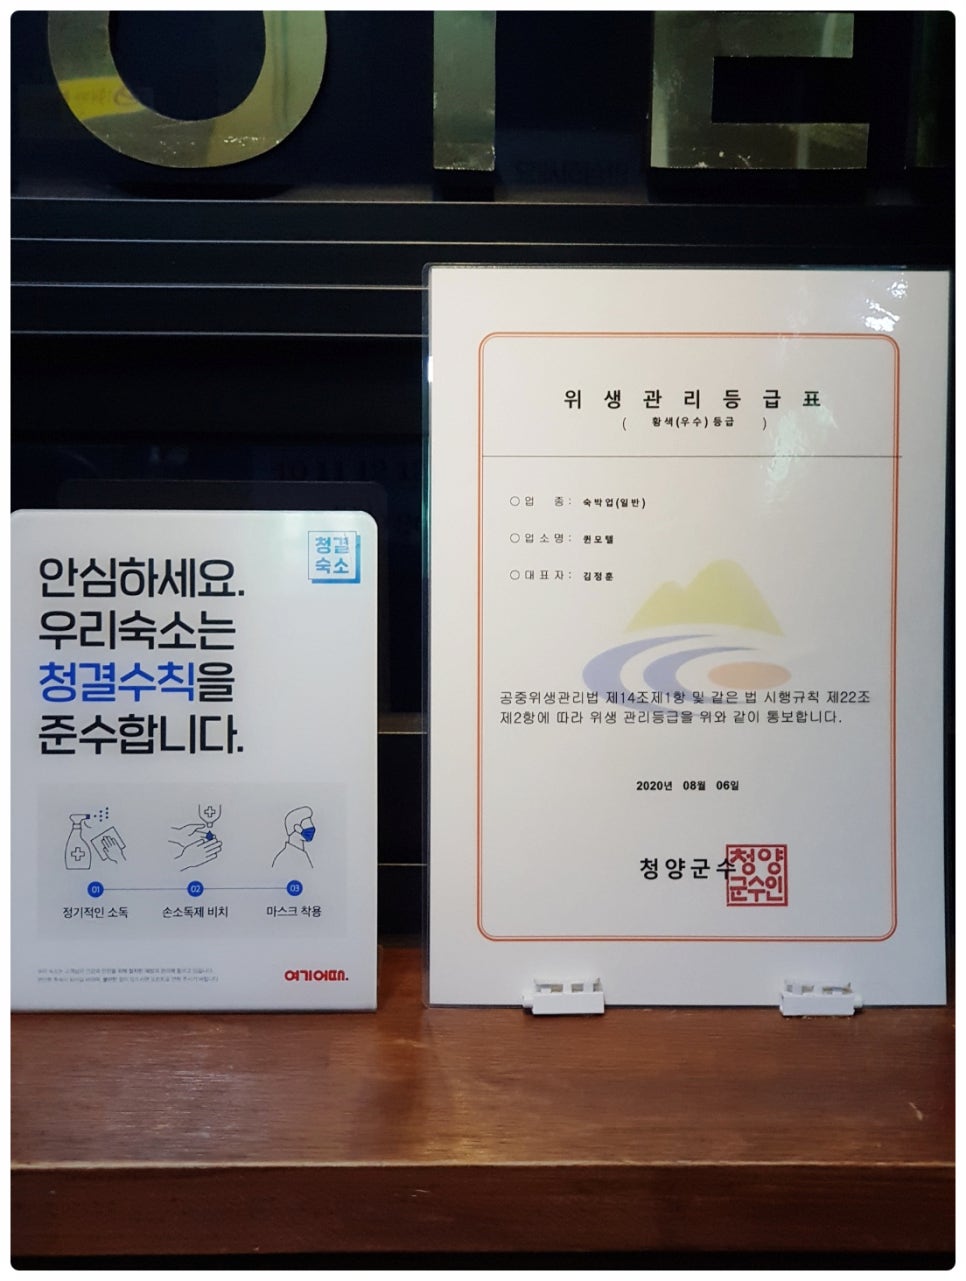 OTE
청결
숙소
안심하세요.
우리숙소는
청결수칙을
준수합니다.
01 02 03
정기적인 소독 손소독제 비치 마스크 착용
여기어때.
위생관리등급표
( 황색(우수) 등급 )
○ 업 종 : 숙박업(일반)
○ 업 소 명 : 퀸모텔
○ 대 표 자 : 김정훈
공중위생관리법 제14조제1항 및 같은 법 시행규칙 제22조
제2항에 따라 위생 관리등급을 위와 같이 통보합니다.
2020년 08월 06일
청양군수
청양
군수인